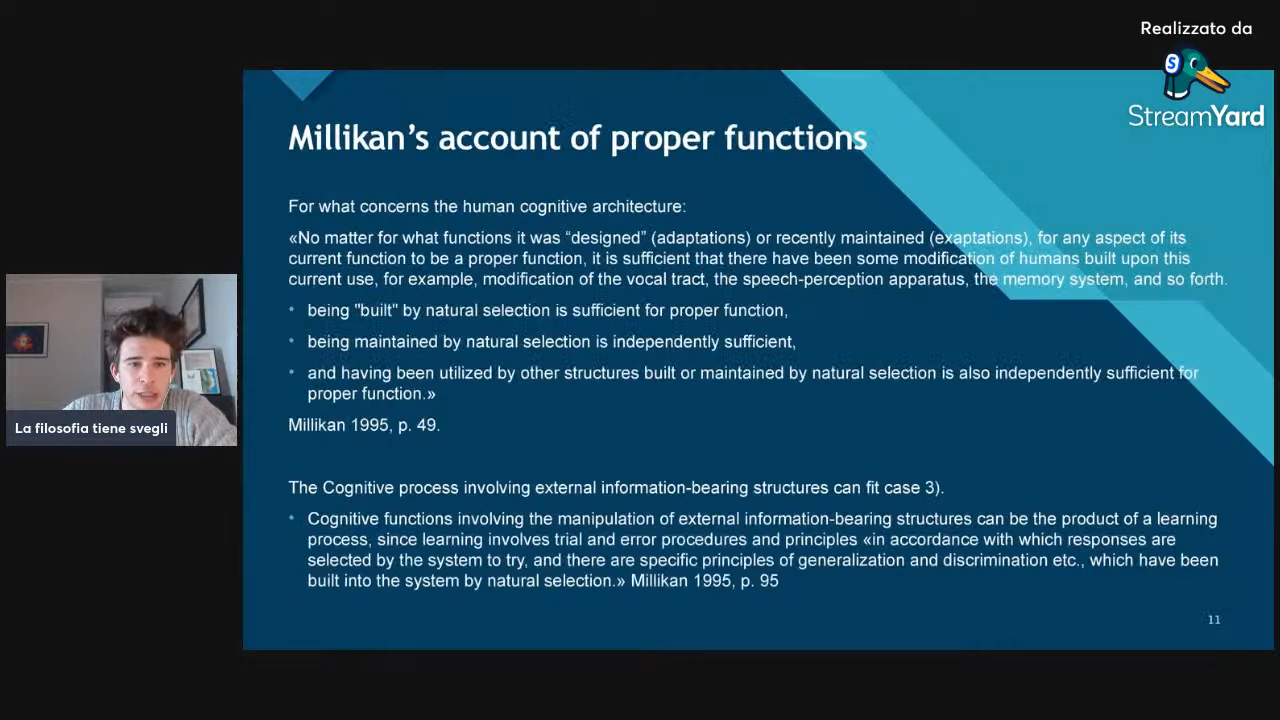 Realizzato da
StreamYard
Millikan’s account of proper functions
For what concerns the human cognitive architecture:
«No matter for what functions it was “designed” (adaptations) or recently maintained (exaptations), for any aspect of its
current function to be a proper function, it is sufficient that there have been some modification of humans built upon this
current use, for example, modification of the vocal tract, the speech-perception apparatus, the memory system, and so forth.
• being "built" by natural selection is sufficient for proper function,
• being maintained by natural selection is independently sufficient,
• and having been utilized by other structures built or maintained by natural selection is also independently sufficient for
proper function.»
Millikan 1995, p. 49.
The Cognitive process involving external information-bearing structures can fit case 3).
• Cognitive functions involving the manipulation of external information-bearing structures can be the product of a learning
process, since learning involves trial and error procedures and principles «in accordance with which responses are
selected by the system to try, and there are specific principles of generalization and discrimination etc., which have been
built into the system by natural selection.» Millikan 1995, p. 95
11
La filosofia tiene svegli